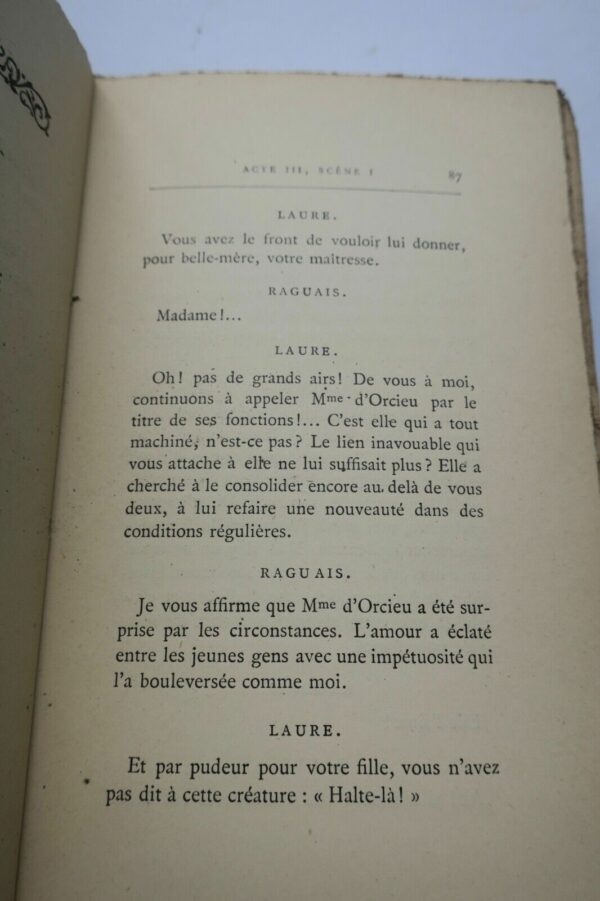 ACTE III, SCÈNE I 87
LAURE.
Vous avez le front de vouloir lui donner,
pour belle-mère, votre maîtresse.
RAGUAIS.
Madame!...
LAURE.
Oh! pas de grands airs! De vous à moi,
continuons à appeler Mme d'Orcieu par le
titre de ses fonctions!... C'est elle qui a tout
machiné, n'est-ce pas? Le lien inavouable qui
vous attache à elle ne lui suffisait plus? Elle a
cherché à le consolider encore au delà de vous
deux, à lui refaire une nouveauté dans des
conditions régulières.
RAGUAIS.
Je vous affirme que Mme d'Orcieu a été sur-
prise par les circonstances. L'amour a éclaté
entre les jeunes gens avec une impétuosité qui
l'a bouleversée comme moi.
LAURE.
Et par pudeur pour votre fille, vous n'avez
pas dit à cette créature : « Halte-là! »